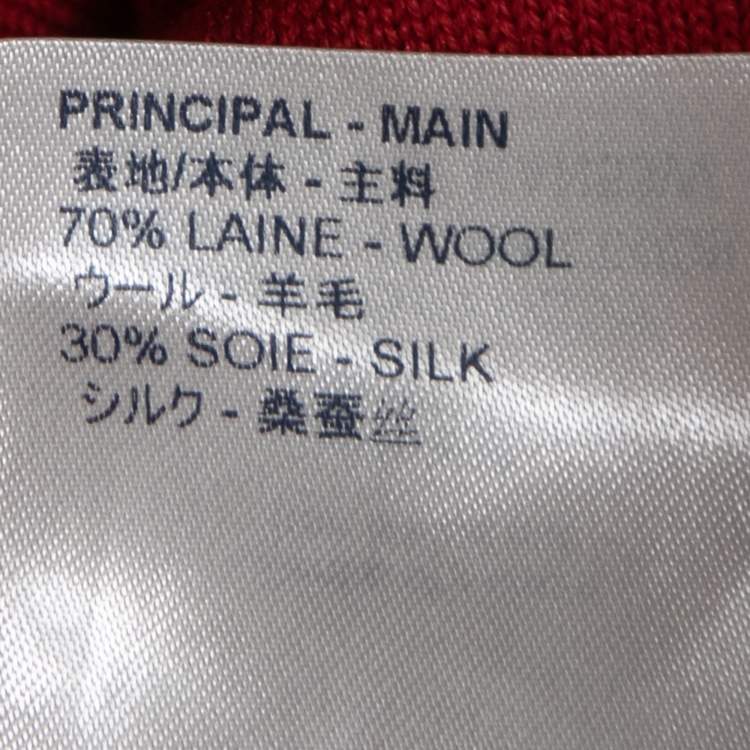 PRINCIPAL - MAIN
表地/本体 - 主料
70% LAINE - WOOL
ウール - 羊毛
30% SOIE - SILK
シルク - 桑蚕丝